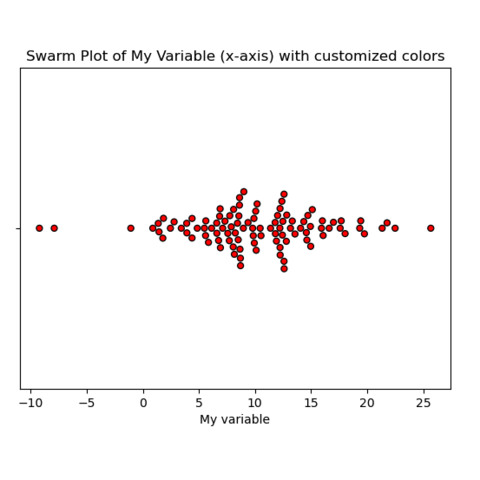 Swarm Plot of My Variable (x-axis) with customized colors
−10 −5 0 5 10 15 20 25
My variable